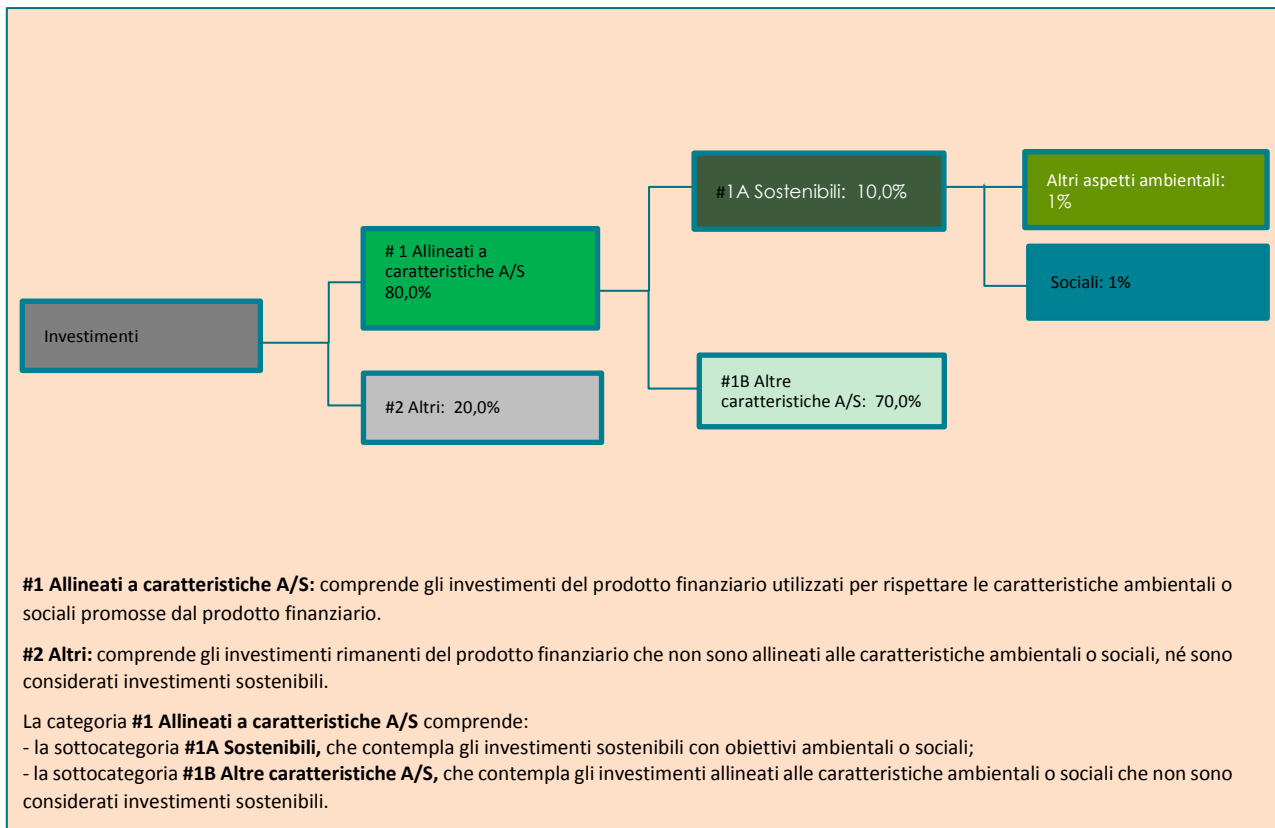 #1A Sostenibili:  10,0%
Altri aspetti ambientali:
1%
# 1 Allineati a
caratteristiche A/S
80,0%
Sociali: 1%
Investimenti
#2 Altri:  20,0%
#1B Altre
caratteristiche A/S:  70,0%
#1 Allineati a caratteristiche A/S: comprende gli investimenti del prodotto finanziario utilizzati per rispettare le caratteristiche ambientali o
sociali promosse dal prodotto finanziario.
#2 Altri: comprende gli investimenti rimanenti del prodotto finanziario che non sono allineati alle caratteristiche ambientali o sociali, né sono
considerati investimenti sostenibili.
La categoria #1 Allineati a caratteristiche A/S comprende:
- la sottocategoria #1A Sostenibili, che contempla gli investimenti sostenibili con obiettivi ambientali o sociali;
- la sottocategoria #1B Altre caratteristiche A/S, che contempla gli investimenti allineati alle caratteristiche ambientali o sociali che non sono
considerati investimenti sostenibili.